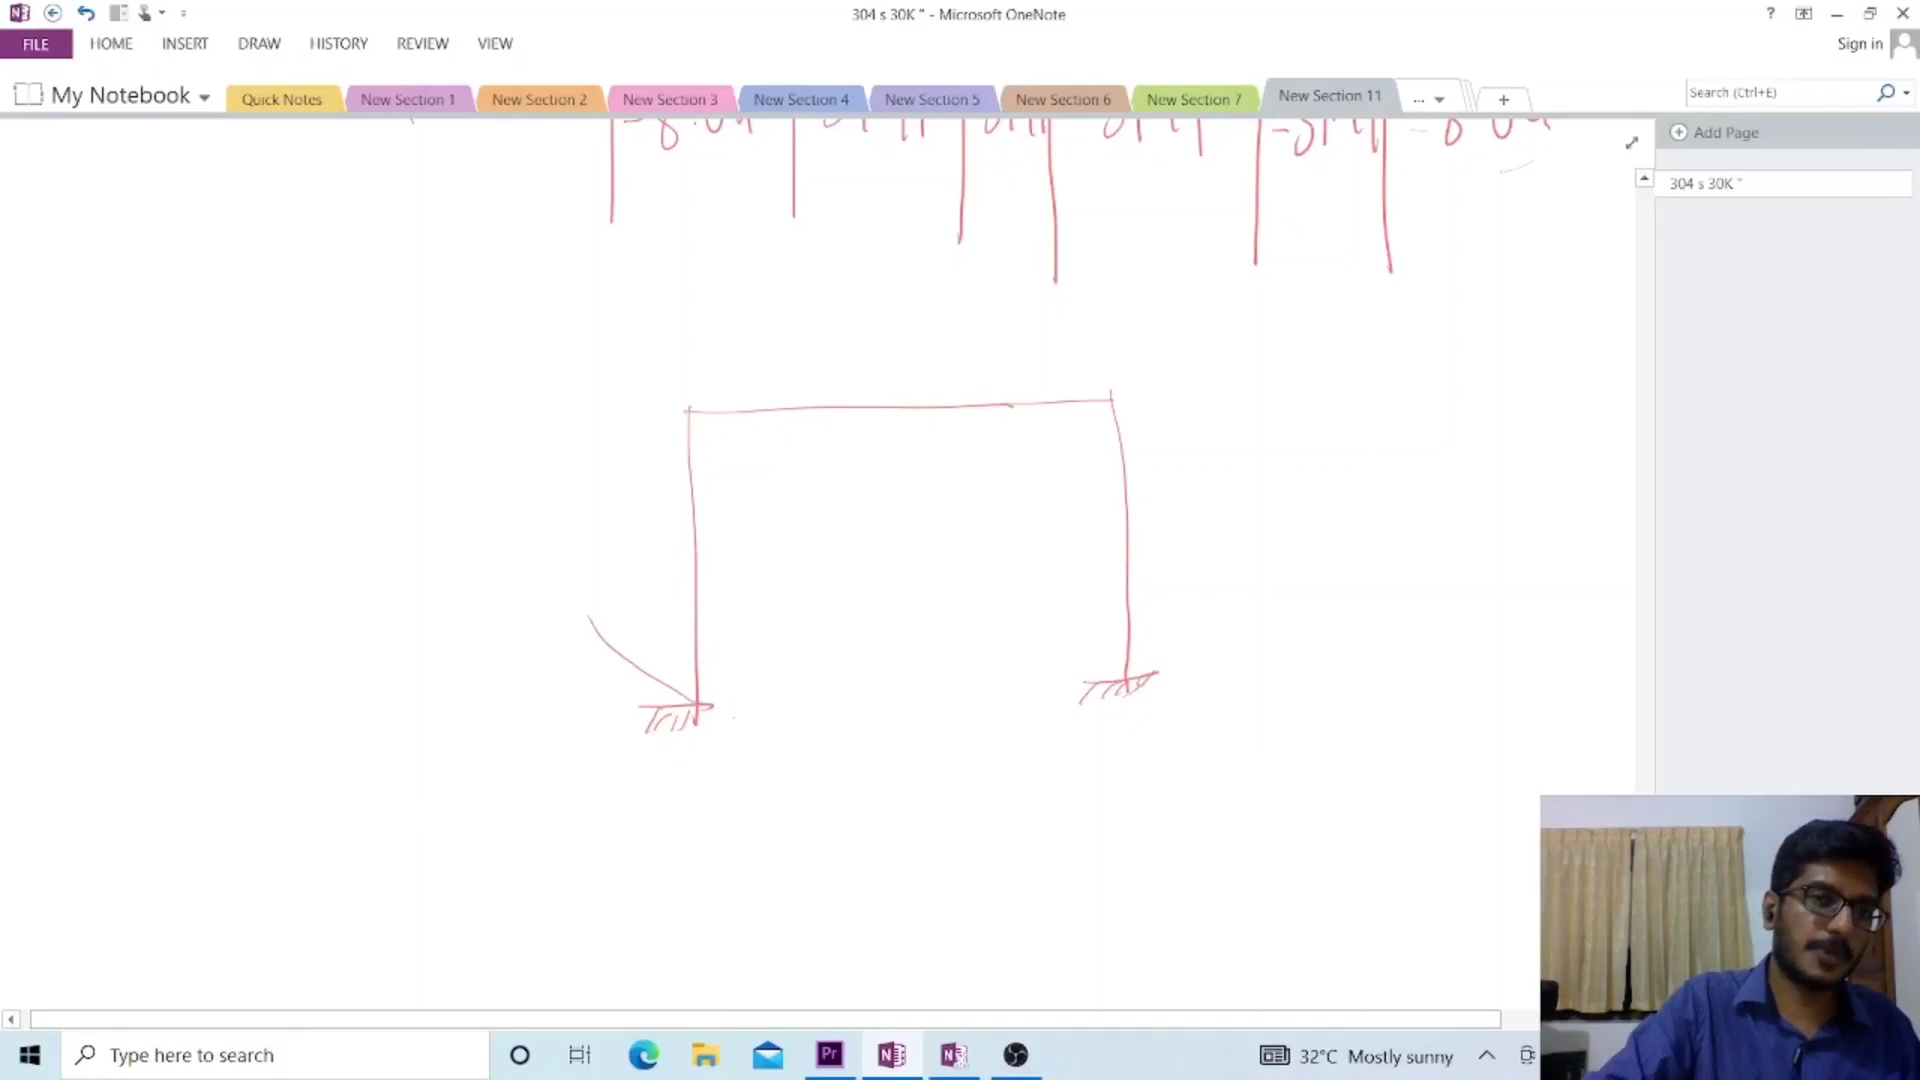 304 s 30K " - Microsoft OneNote
?
FILE HOME INSERT DRAW HISTORY REVIEW VIEW
Sign in
My Notebook
Quick Notes New Section 1 New Section 2 New Section 3 New Section 4 New Section 5 New Section 6 New Section 7 New Section 11 ... +
Search (Ctrl+E)
Add Page
304 s 30K "
Type here to search
Pr
32°C Mostly sunny